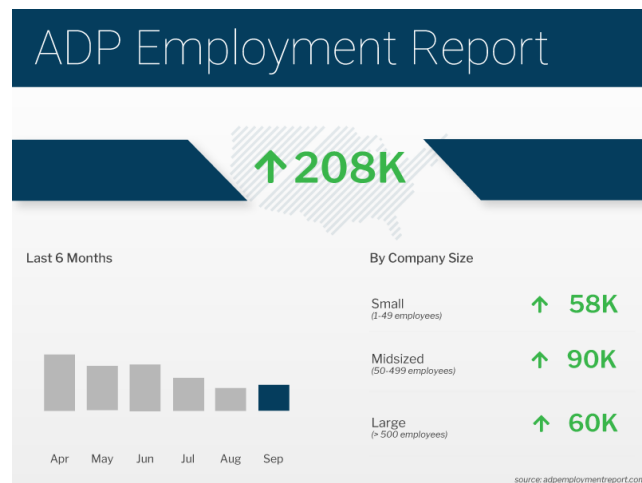 ADP Employment Report
↑208K
Last 6 Months
Apr May Jun Jul Aug Sep
By Company Size
Small ↑ 58K
(1-49 employees)
Midsized ↑ 90K
(50-499 employees)
Large ↑ 60K
(> 500 employees)
source: adpemploymentreport.com